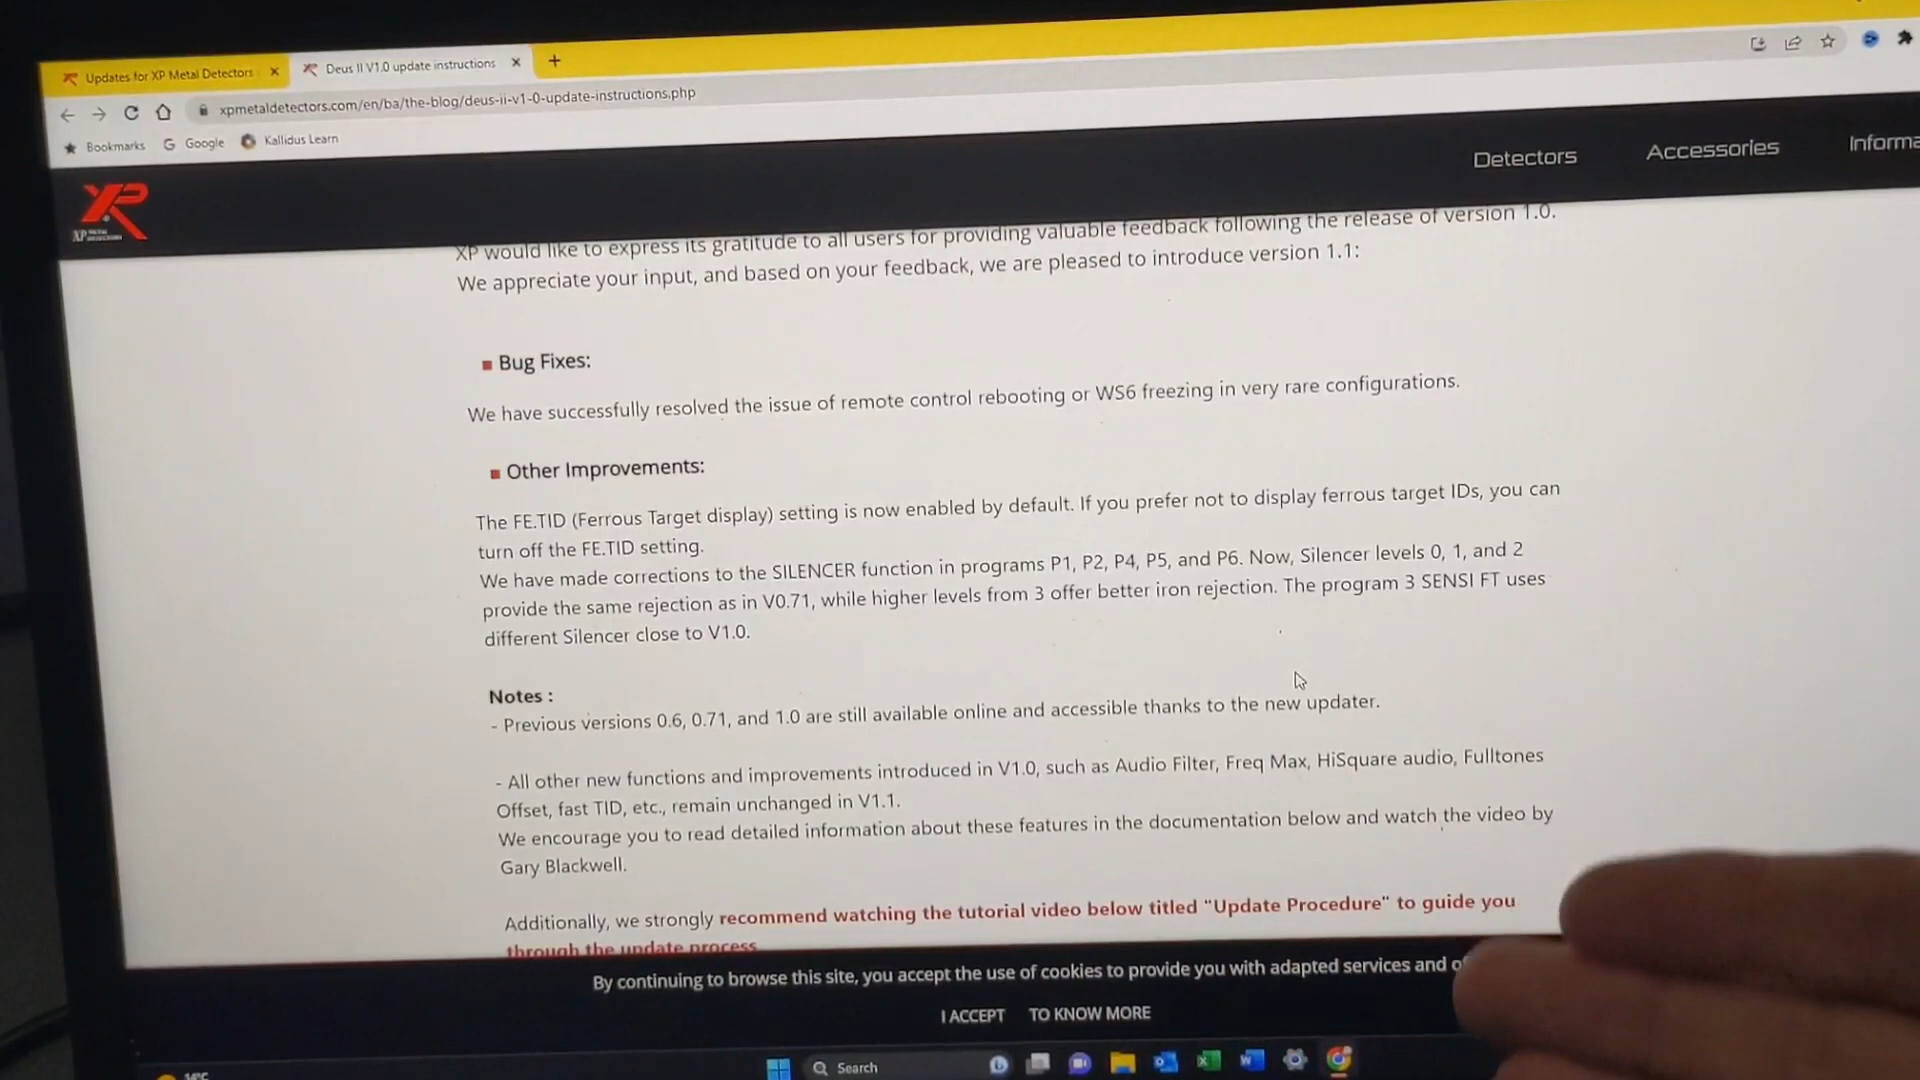 Updates for XP Metal Detectors
Deus II V1.0 update instructions
xpmetaldetectors.com/en/ba/the-blog/deus-ii-v1-0-update-instructions.php
Bookmarks Google Kallidus Learn
XP
Detectors Accessories Informa
XP would like to express its gratitude to all users for providing valuable feedback following the release of version 1.0.
We appreciate your input, and based on your feedback, we are pleased to introduce version 1.1:
Bug Fixes:
We have successfully resolved the issue of remote control rebooting or WS6 freezing in very rare configurations.
Other Improvements:
The FE.TID (Ferrous Target display) setting is now enabled by default. If you prefer not to display ferrous target IDs, you can
turn off the FE.TID setting.
We have made corrections to the SILENCER function in programs P1, P2, P4, P5, and P6. Now, Silencer levels 0, 1, and 2
provide the same rejection as in V0.71, while higher levels from 3 offer better iron rejection. The program 3 SENSI FT uses
different Silencer close to V1.0.
Notes :
- Previous versions 0.6, 0.71, and 1.0 are still available online and accessible thanks to the new updater.
- All other new functions and improvements introduced in V1.0, such as Audio Filter, Freq Max, HiSquare audio, Fulltones
Offset, fast TID, etc., remain unchanged in V1.1.
We encourage you to read detailed information about these features in the documentation below and watch the video by
Gary Blackwell.
Additionally, we strongly recommend watching the tutorial video below titled "Update Procedure" to guide you
through the update process
By continuing to browse this site, you accept the use of cookies to provide you with adapted services and of
I ACCEPT TO KNOW MORE
Search